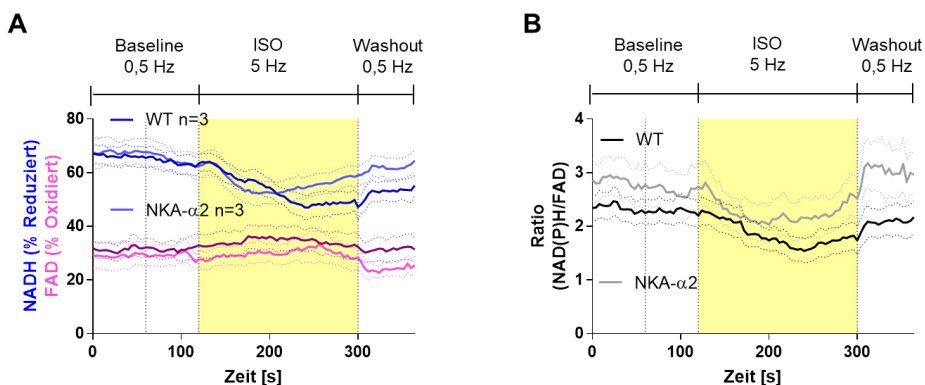 A
Baseline
0,5 Hz
ISO
5 Hz
Washout
0,5 Hz
NADH (% Reduziert)
FAD (% Oxidiert)
80
60
40
20
0
WT n=3
NKA-α2 n=3
0
100
200
300
Zeit [s]
B
Baseline
0,5 Hz
ISO
5 Hz
Washout
0,5 Hz
Ratio
(NAD(P)H/FAD)
4
3
2
1
0
WT
NKA-α2
0
100
200
300
Zeit [s]